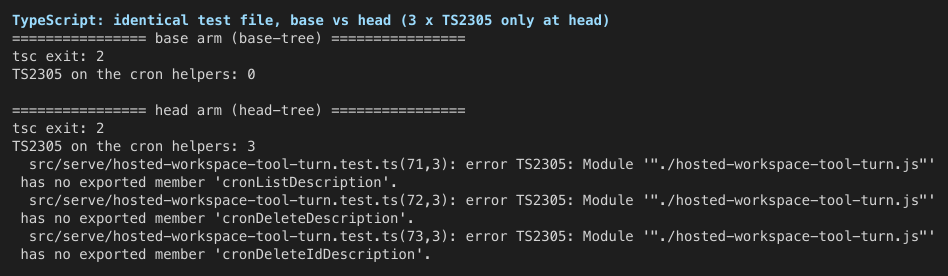 TypeScript: identical test file, base vs head (3 x TS2305 only at head)
================ base arm (base-tree) ================
tsc exit: 2
TS2305 on the cron helpers: 0

================ head arm (head-tree) ================
tsc exit: 2
TS2305 on the cron helpers: 3
  src/serve/hosted-workspace-tool-turn.test.ts(71,3): error TS2305: Module '"./hosted-workspace-tool-turn.js"'
 has no exported member 'cronListDescription'.
  src/serve/hosted-workspace-tool-turn.test.ts(72,3): error TS2305: Module '"./hosted-workspace-tool-turn.js"'
 has no exported member 'cronDeleteDescription'.
  src/serve/hosted-workspace-tool-turn.test.ts(73,3): error TS2305: Module '"./hosted-workspace-tool-turn.js"'
 has no exported member 'cronDeleteIdDescription'.